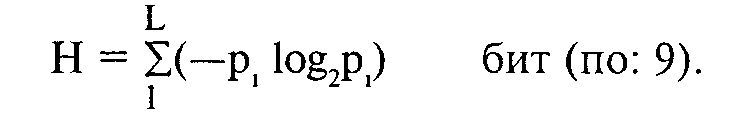 L
H = Σ(—p₁ log₂p₁) бит (по: 9).
1